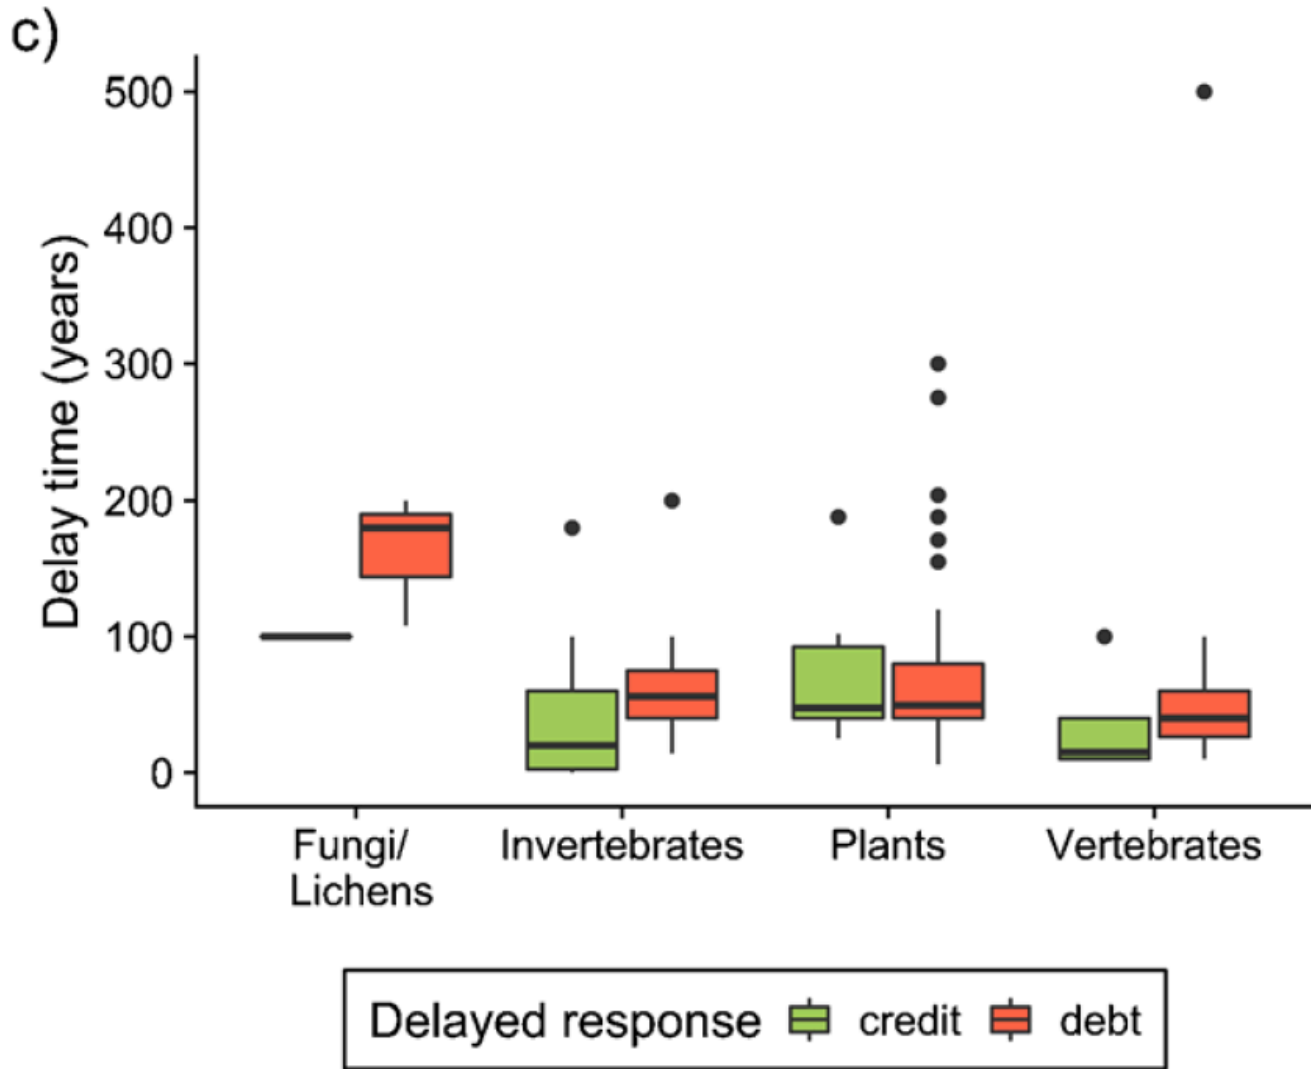 c)
Delay time (years)
500
400
300
200
100
0
Fungi/
Lichens
Invertebrates
Plants
Vertebrates
Delayed response credit debt